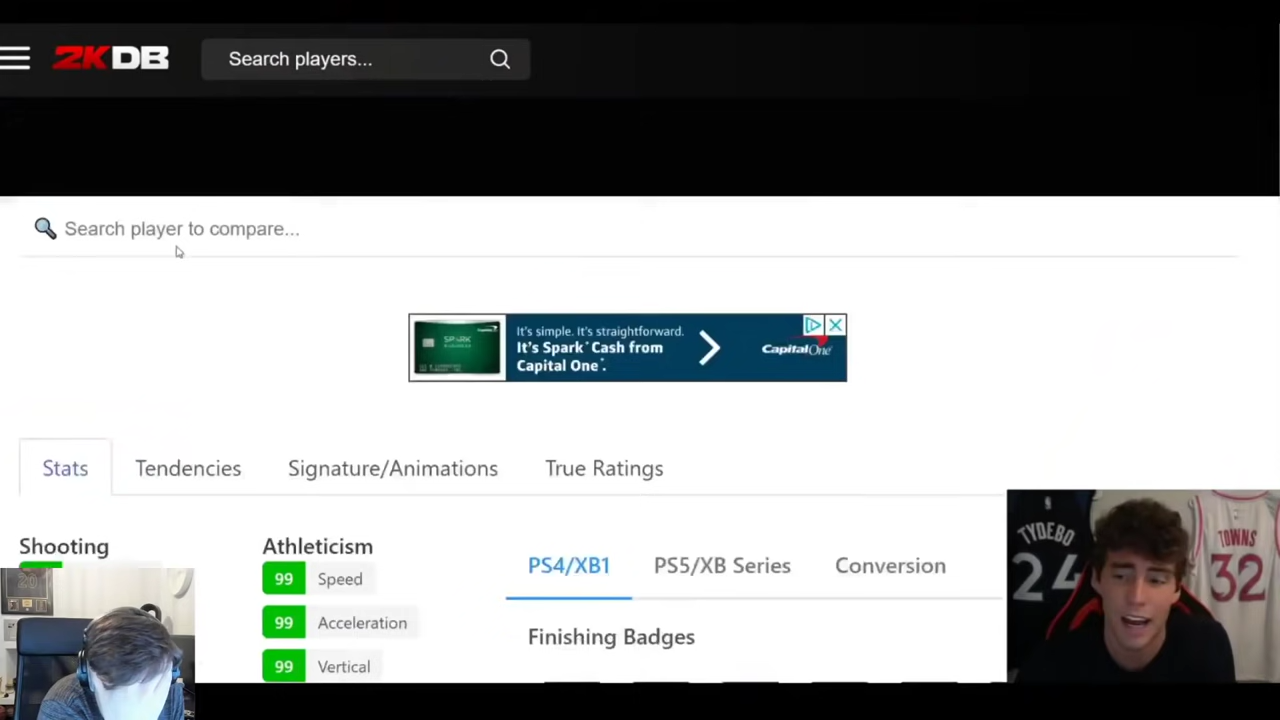 2KDB
Search players...
Search player to compare...
It's simple. It's straightforward.
It's Spark® Cash from
Capital One®.
SPARK
Capital One
Stats Tendencies Signature/Animations True Ratings
Shooting
Athleticism
99 Speed
99 Acceleration
99 Vertical
PS4/XB1 PS5/XB Series Conversion
Finishing Badges
TYDEBO
24
TOWNS
32